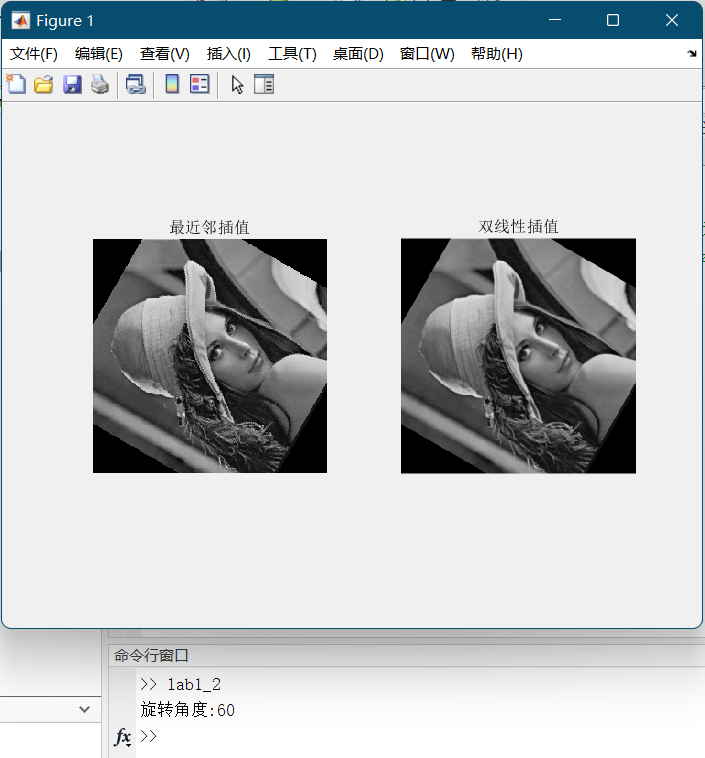 Figure 1
文件(F) 编辑(E) 查看(V) 插入(I) 工具(T) 桌面(D) 窗口(W) 帮助(H)
最近邻插值 双线性插值
命令行窗口
>> lab1_2
旋转角度:60
fx >>